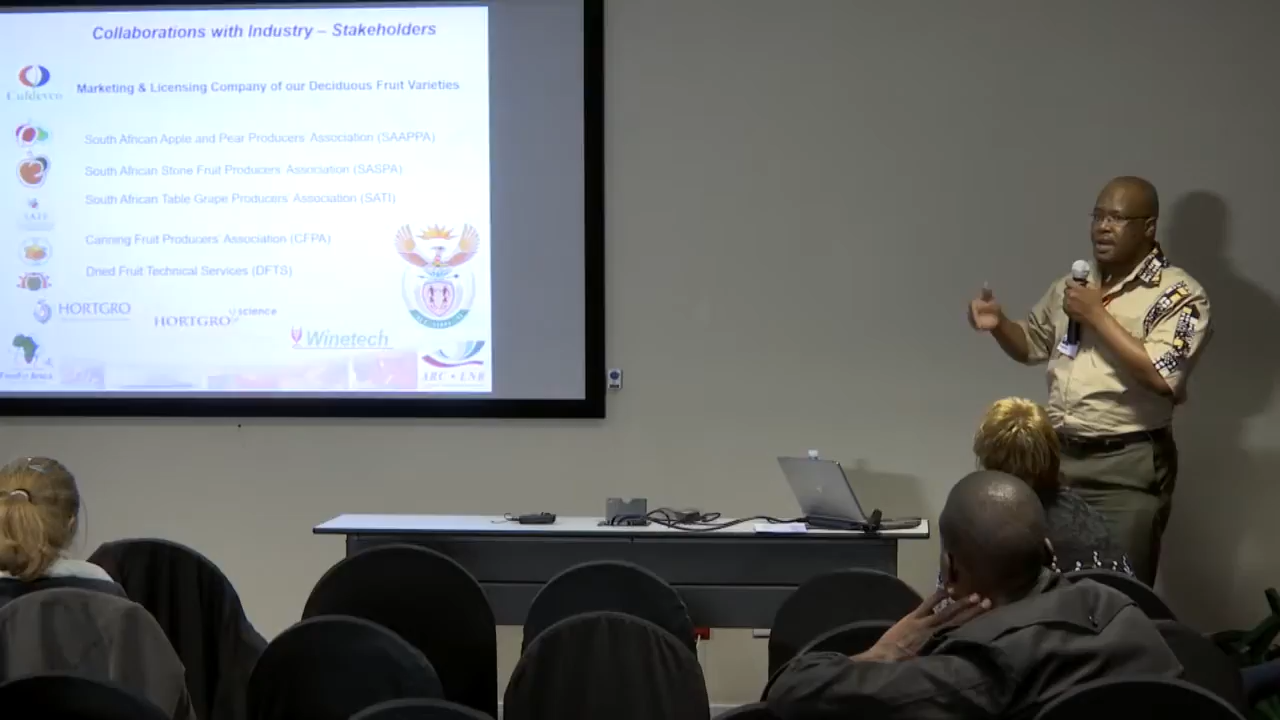 Collaborations with Industry – Stakeholders
Culdevco
Marketing & Licensing Company of our Deciduous Fruit Varieties
South African Apple and Pear Producers' Association (SAAPPA)
South African Stone Fruit Producers' Association (SASPA)
South African Table Grape Producers' Association (SATI)
SATI
Canning Fruit Producers' Association (CFPA)
Dried Fruit Technical Services (DFTS)
HORTGRO
HORTGRO science
Winetech
ARC • LNR